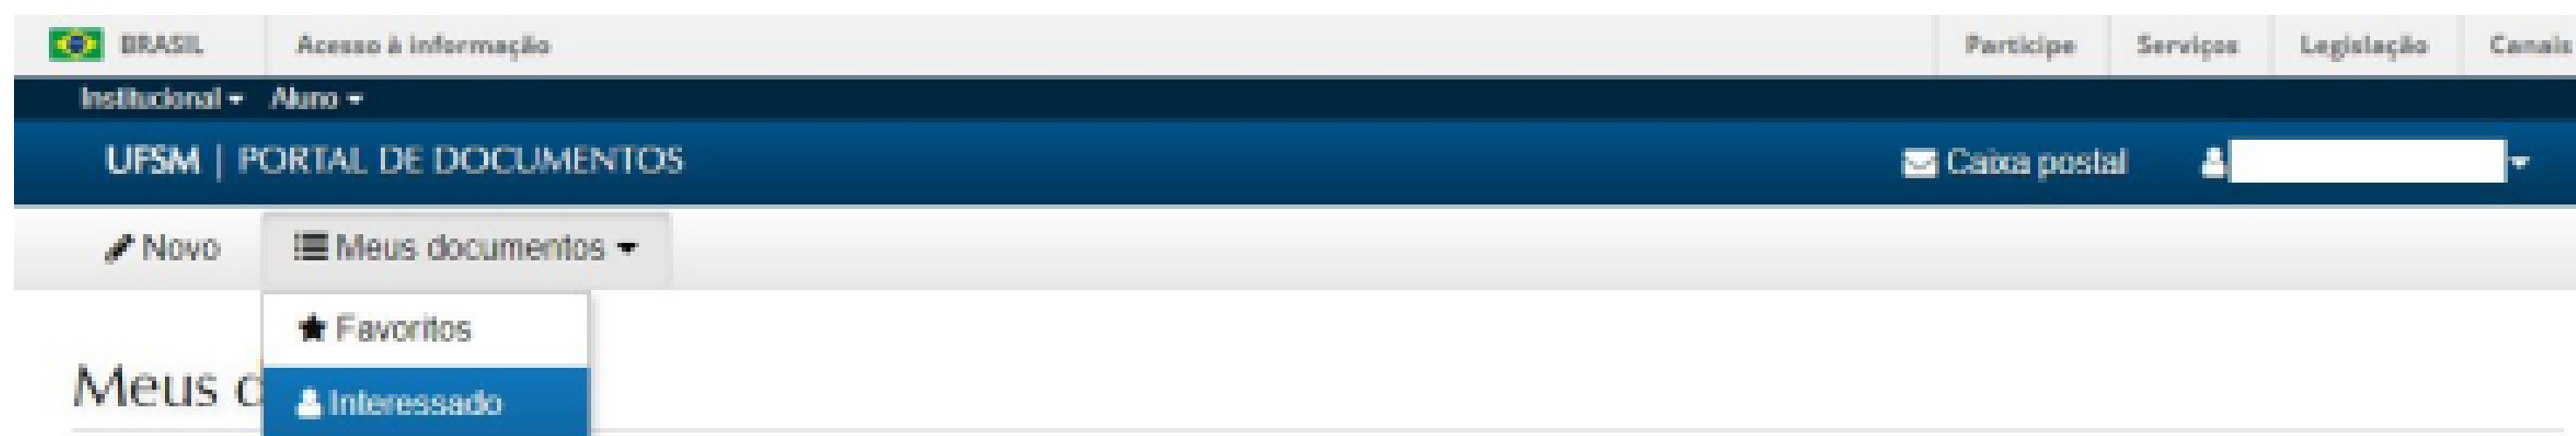 BRASIL Acesso à informação Participe Serviços Legislação Canais
Institucional Aluno
UFSM | PORTAL DE DOCUMENTOS Caixa postal
Novo Meus documentos
Favoritos
Meus d
Interessado